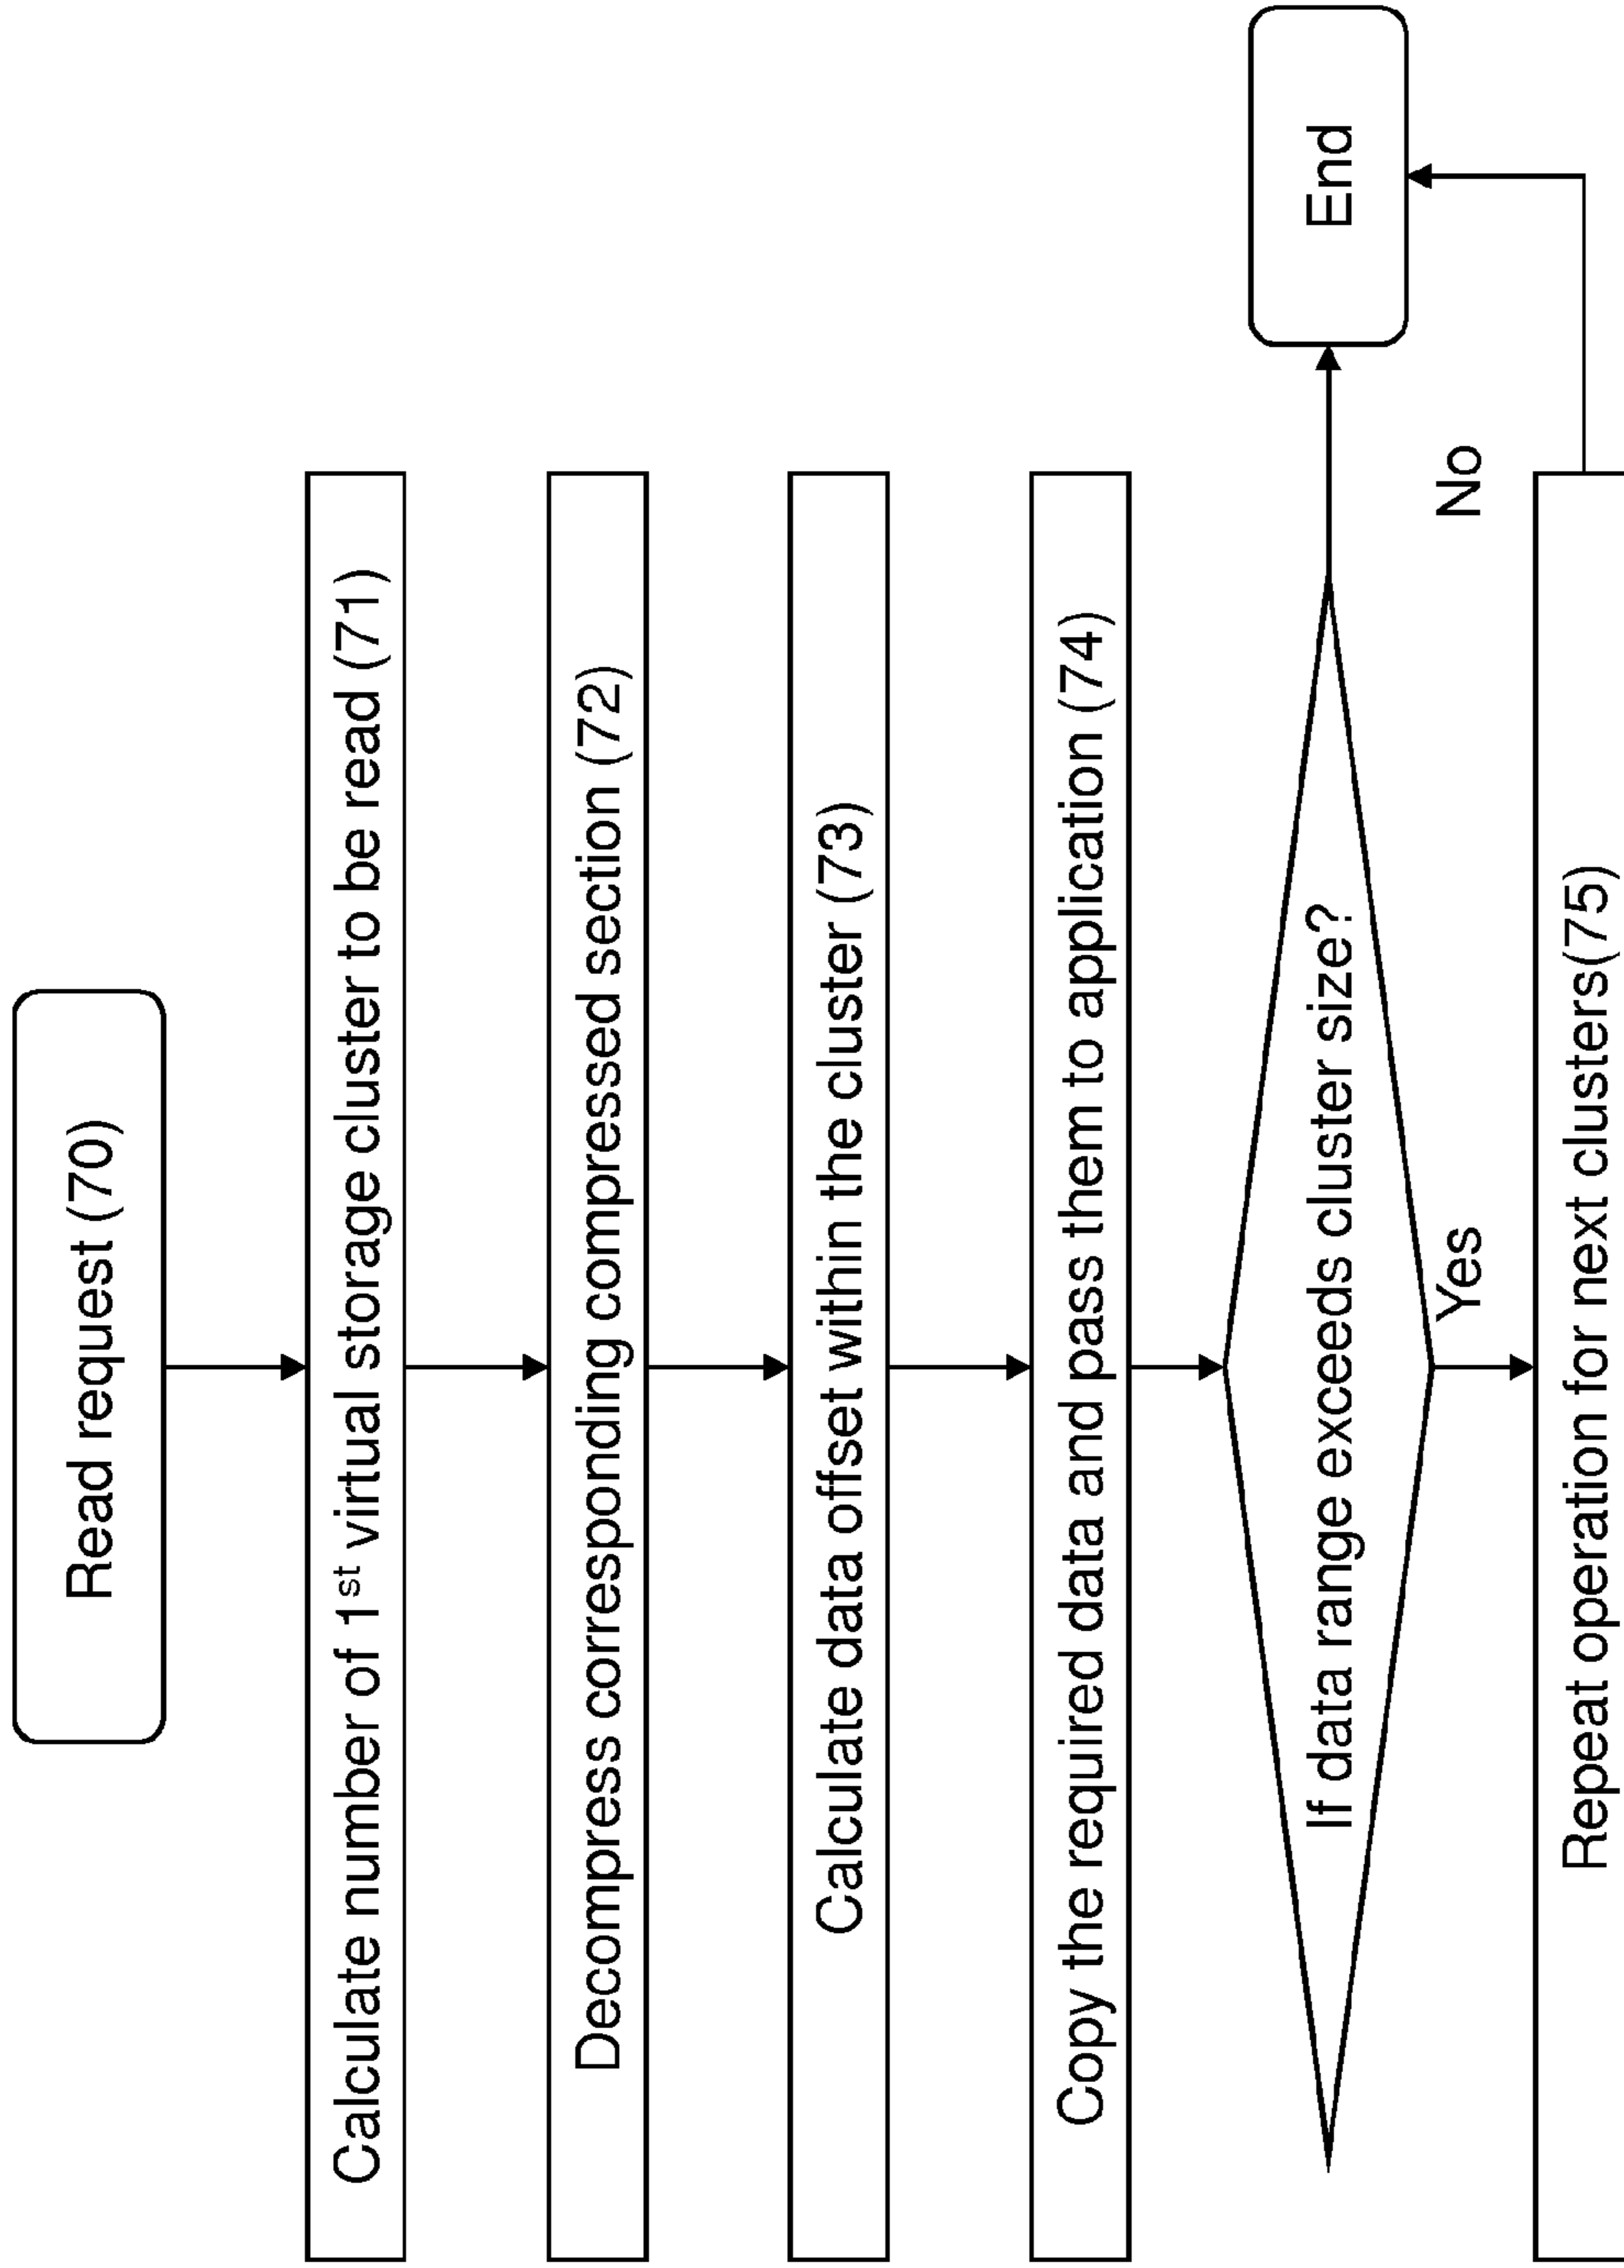 Read request (70)
Calculate number of 1st virtual storage cluster to be read (71)
Decompress corresponding compressed section (72)
Calculate data offset within the cluster (73)
Copy the required data and pass them to application (74)
If data range exceeds cluster size?
End
Yes
No
Repeat operation for next clusters(75)